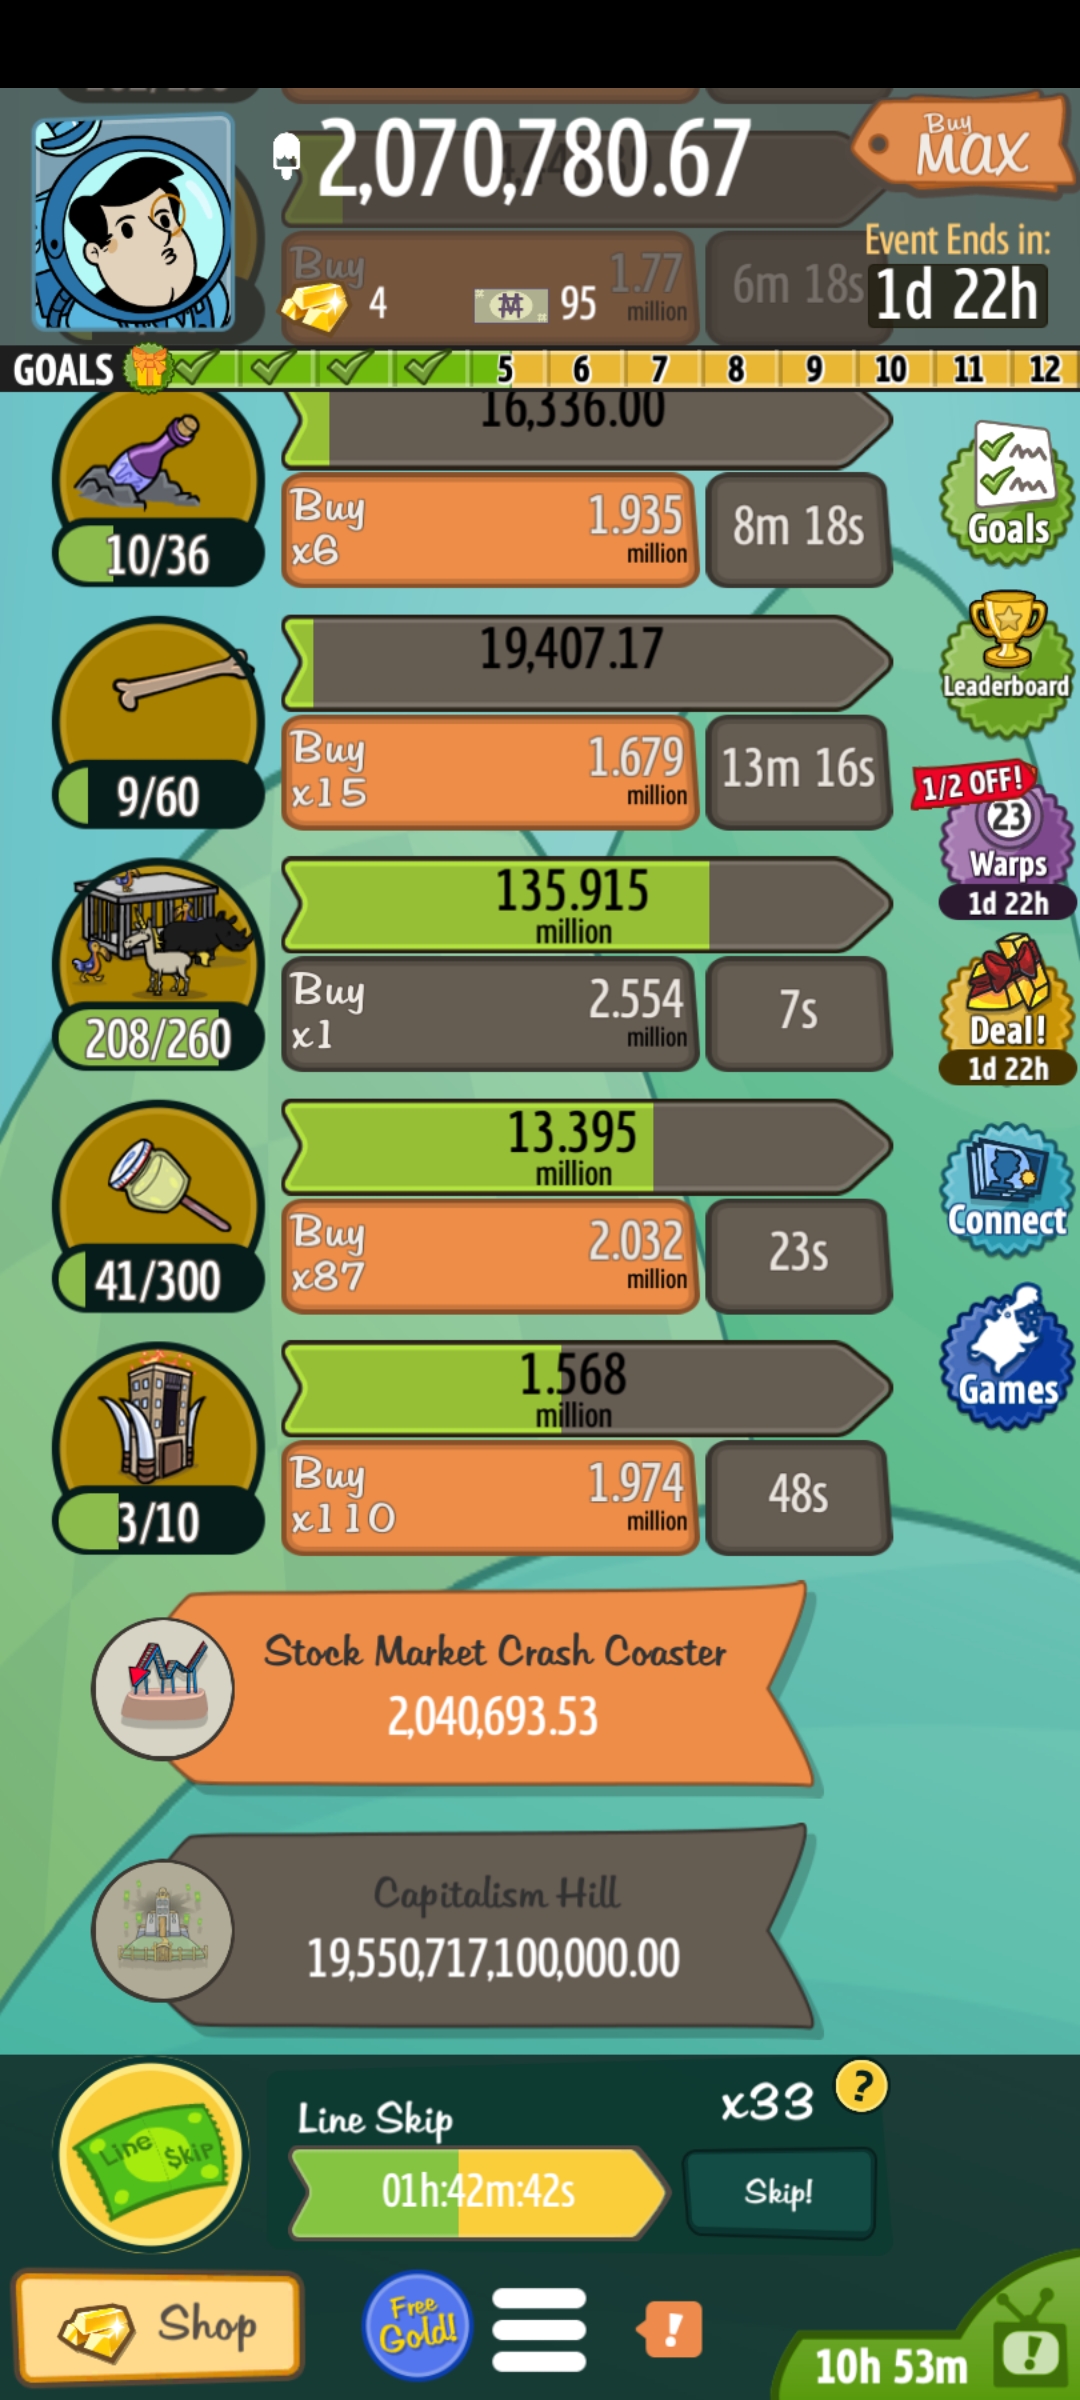 2,070,780.67
Buy
MAX
Event Ends in:
1d 22h
Buy
1.77
million
6m 18s
4
95
GOALS
5 6 7 8 9 10 11 12
16,336.00
10/36
Buy
x6
1.935
million
8m 18s
Goals
19,407.17
9/60
Buy
x15
1.679
million
13m 16s
Leaderboard
1/2 OFF!
23
Warps
1d 22h
135.915
million
208/260
Buy
x1
2.554
million
7s
Deal!
1d 22h
13.395
million
41/300
Buy
x87
2.032
million
23s
Connect
1.568
million
3/10
Buy
x110
1.974
million
48s
Games
Stock Market Crash Coaster
2,040,693.53
Capitalism Hill
19,550,717,100,000.00
Line $kip
Line Skip
x33
?
01h:42m:42s
Skip!
Shop
Free
Gold!
!
10h 53m
!